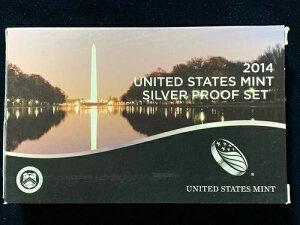 2014
UNITED STATES MINT
SILVER PROOF SET
UNITED STATES MINT